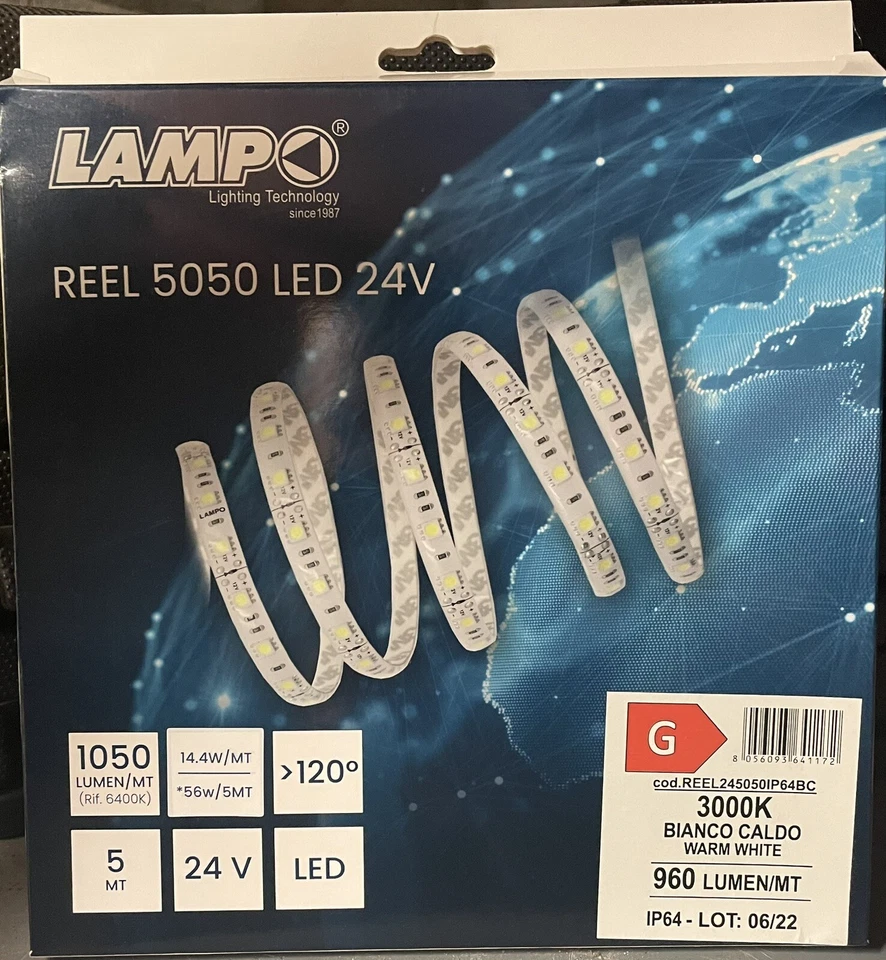 LAMPO®
Lighting Technology
since1987
REEL 5050 LED 24V
LAMPO
1050
LUMEN/MT
(Rif. 6400K)
14.4W/MT
*56w/5MT
>120°
5
MT
24 V
LED
G
8 056093 641172
cod.REEL245050IP64BC
3000K
BIANCO CALDO
WARM WHITE
960 LUMEN/MT
IP64 - LOT: 06/22